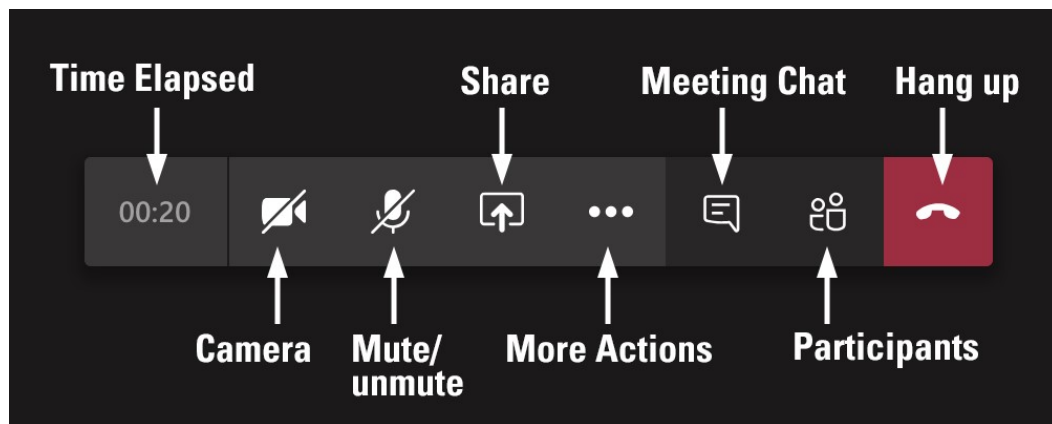 Time Elapsed
Share
Meeting Chat
Hang up
00:20
Camera
Mute/
unmute
More Actions
Participants